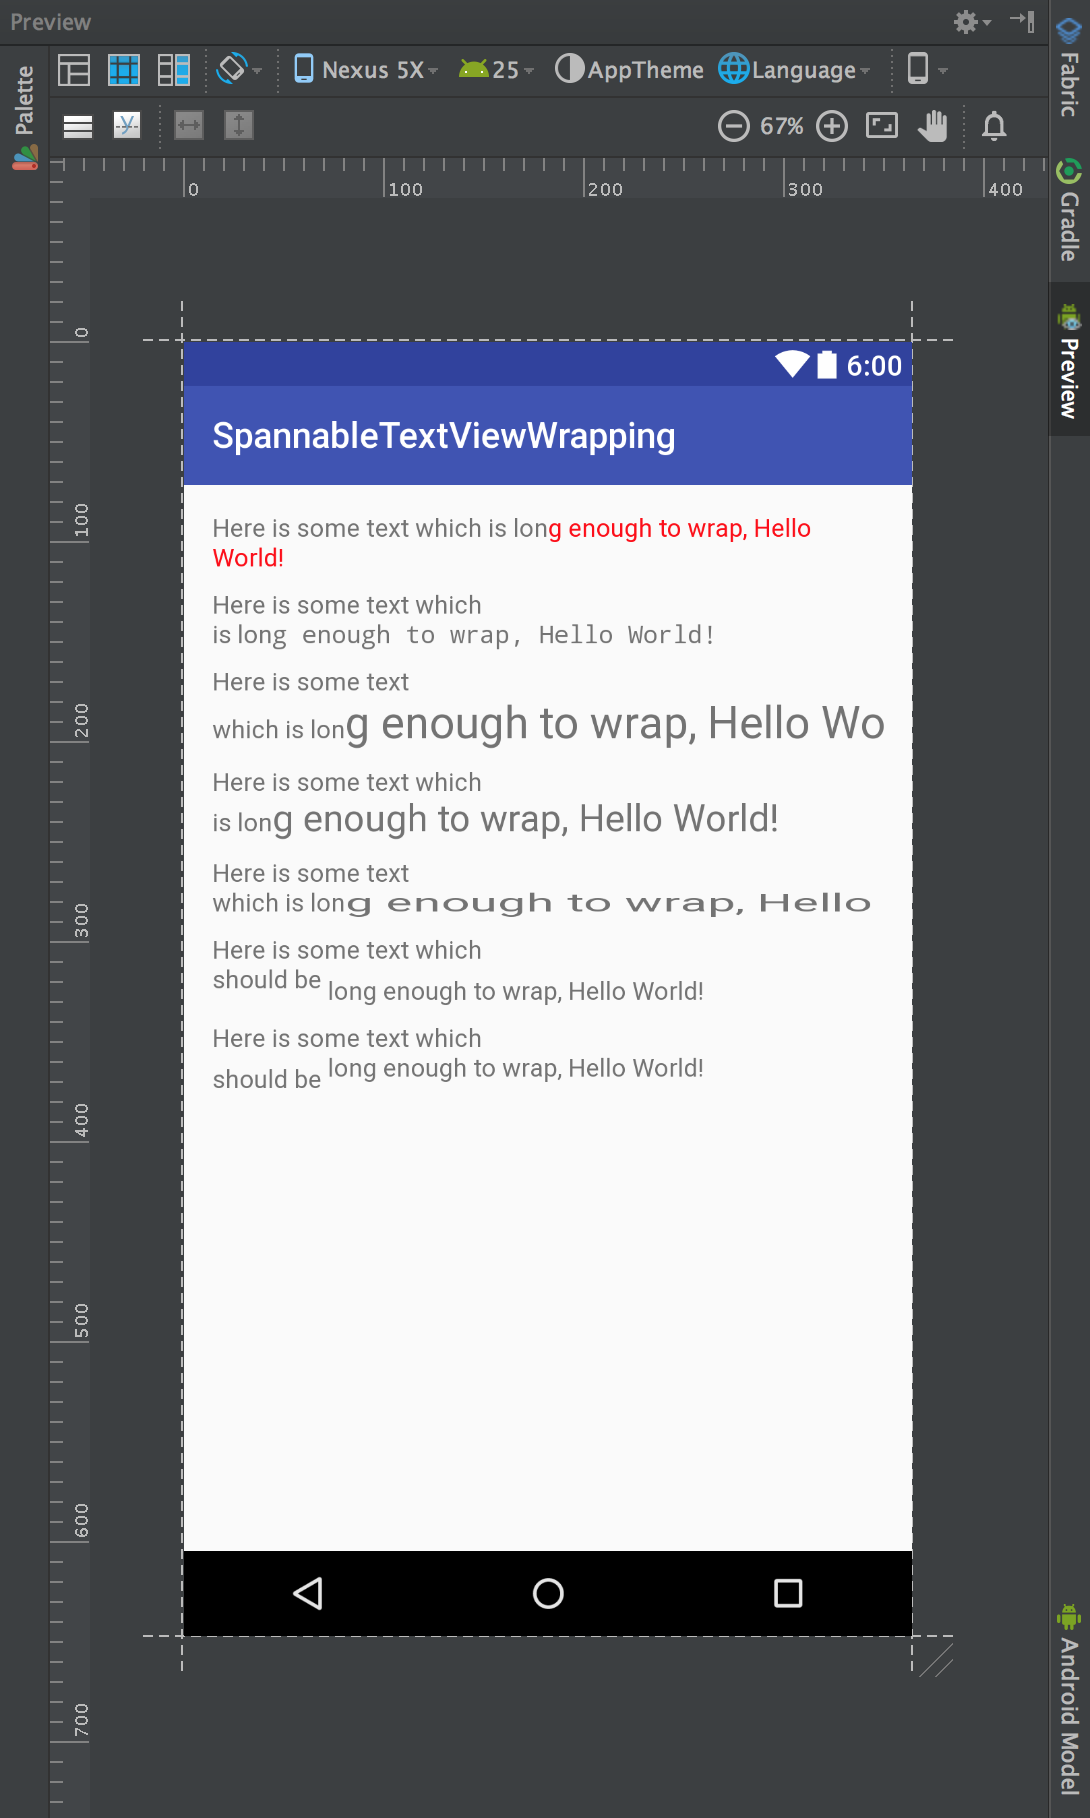 Preview
Palette
Nexus 5X
25
AppTheme
Language
67%
0
100
200
300
400
0
100
200
300
400
500
600
700
6:00
SpannableTextViewWrapping
Here is some text which is long enough to wrap, Hello
World!
Here is some text which
is long enough to wrap, Hello World!
Here is some text
which is long enough to wrap, Hello Wo
Here is some text which
is long enough to wrap, Hello World!
Here is some text
which is long enough to wrap, Hello
Here is some text which
should be long enough to wrap, Hello World!
Here is some text which
should be long enough to wrap, Hello World!
Fabric
Gradle
Preview
Android Model